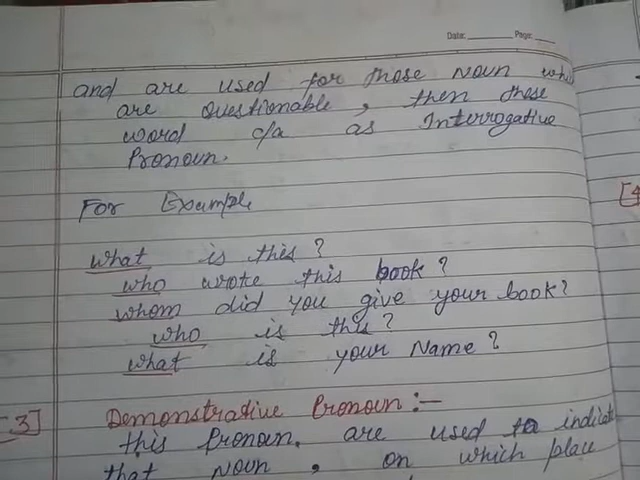 Date: Page:
and are used for those Noun whi
are Questionable, then these
word c/a as Interrogative
Pronoun.
For Example
what is this?
who wrote this book?
whom did you give your book?
who is this?
what is your Name?
[3] Demonstrative Pronoun:-
this Pronoun. are used to indicate
that Noun, on which place
[4